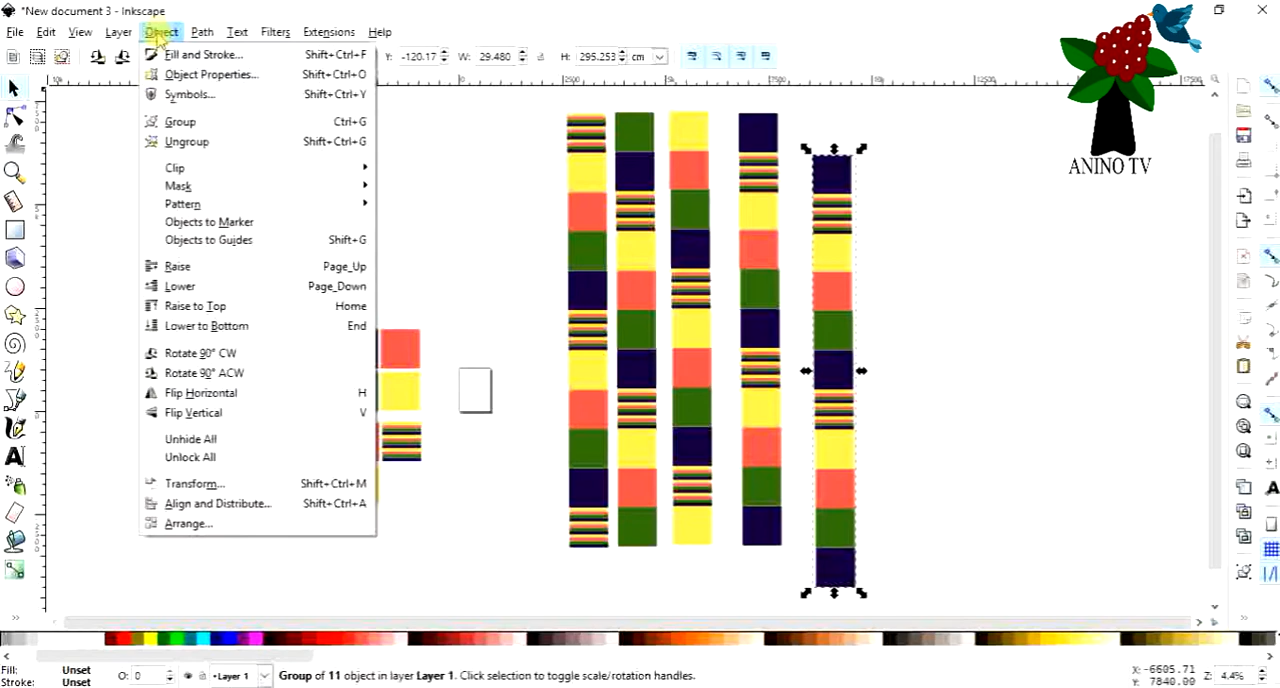 *New document 3 - Inkscape
File Edit View Layer Object Path Text Filters Extensions Help
Y: -120.17 W: 29.480 H: 295.253 cm
Fill and Stroke... Shift+Ctrl+F
Object Properties... Shift+Ctrl+O
Symbols... Shift+Ctrl+Y
Group Ctrl+G
Ungroup Shift+Ctrl+G
Clip
Mask
Pattern
Objects to Marker
Objects to Guides Shift+G
Raise Page_Up
Lower Page_Down
Raise to Top Home
Lower to Bottom End
Rotate 90° CW
Rotate 90° ACW
Flip Horizontal H
Flip Vertical V
Unhide All
Unlock All
Transform... Shift+Ctrl+M
Align and Distribute... Shift+Ctrl+A
Arrange...
ANINO TV
Fill: Unset
Stroke: Unset
O: 0
•Layer 1
Group of 11 object in layer Layer 1. Click selection to toggle scale/rotation handles.
X: -6605.71
Y: 7840.09
Z: 4.4%